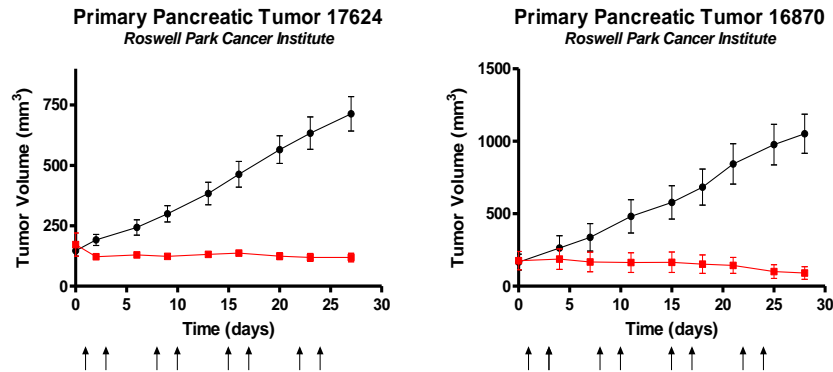 Primary Pancreatic Tumor 17624
Roswell Park Cancer Institute
Tumor Volume (mm³)
750
500
250
0
0 5 10 15 20 25 30
Time (days)
Primary Pancreatic Tumor 16870
Roswell Park Cancer Institute
Tumor Volume (mm³)
1500
1000
500
0
0 5 10 15 20 25 30
Time (days)